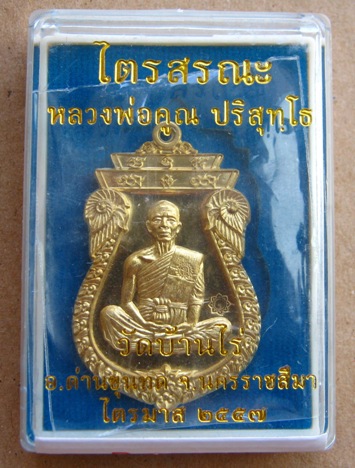 ไตรสรณะ
หลวงพ่อคูณ ปริสุทฺโธ
วัดบ้านไร่
อ.ด่านขุนทด จ.นครราชสีมา
ไตรมาส ๒๕๕๗